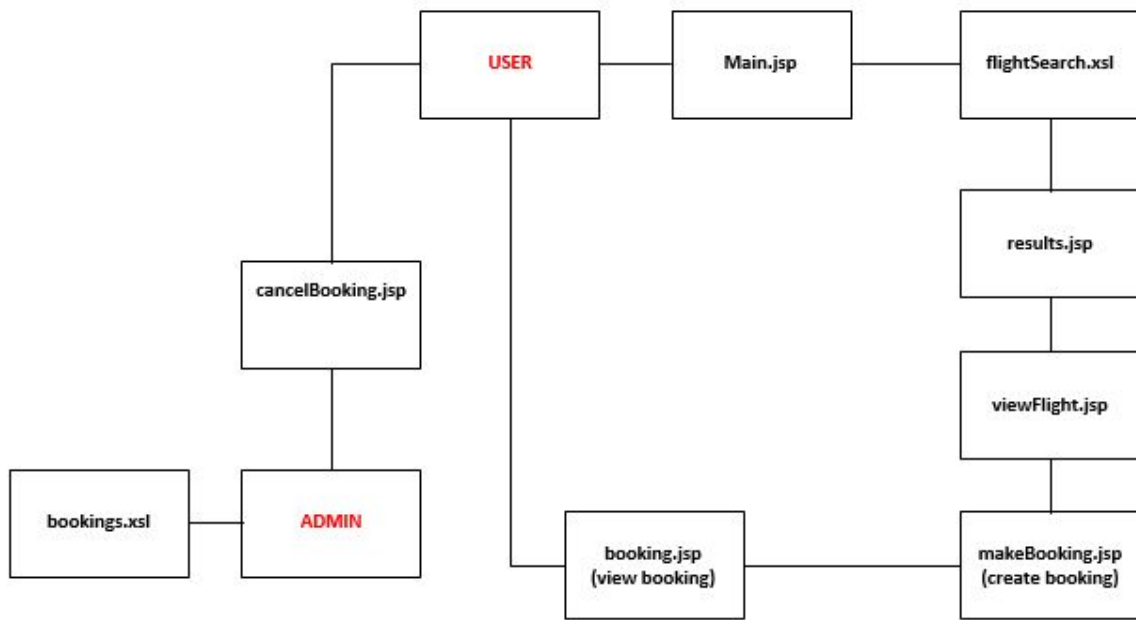 USER
Main.jsp
flightSearch.xsl
results.jsp
cancelBooking.jsp
viewFlight.jsp
bookings.xsl
ADMIN
booking.jsp
(view booking)
makeBooking.jsp
(create booking)